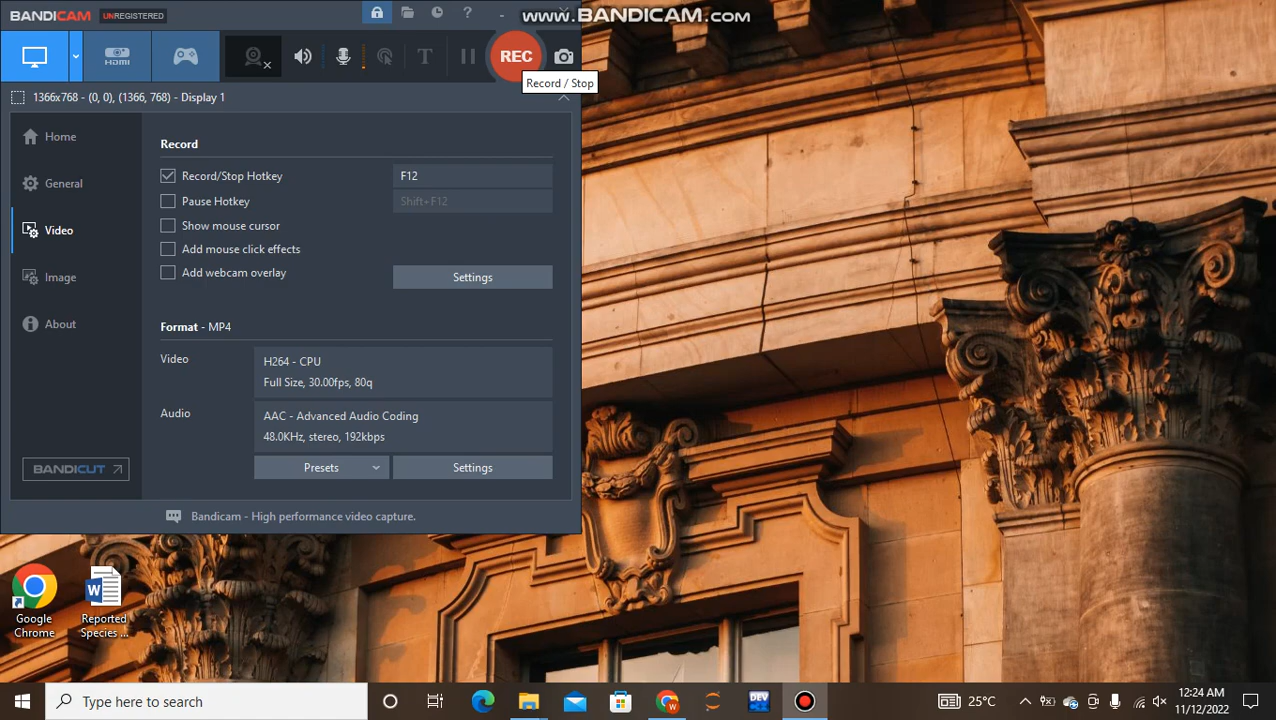 BANDICAM UNREGISTERED
?
www.BANDICAM.com
HDMI
T
REC
Record / Stop
1366x768 - (0, 0), (1366, 768) - Display 1
Home
General
Video
Image
About
BANDICUT
Record
Record/Stop Hotkey
F12
Pause Hotkey
Shift+F12
Show mouse cursor
Add mouse click effects
Add webcam overlay
Settings
Format - MP4
Video
H264 - CPU
Full Size, 30.00fps, 80q
Audio
AAC - Advanced Audio Coding
48.0KHz, stereo, 192kbps
Presets
Settings
Bandicam - High performance video capture.
Google
Chrome
Reported
Species ...
Type here to search
DEV
25°C
12:24 AM
11/12/2022